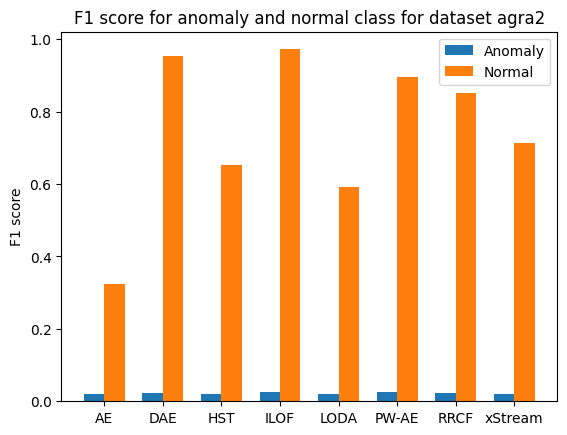 F1 score for anomaly and normal class for dataset agra2
Anomaly
Normal
F1 score
1.0
0.8
0.6
0.4
0.2
0.0
AE DAE HST ILOF LODA PW-AE RRCF xStream